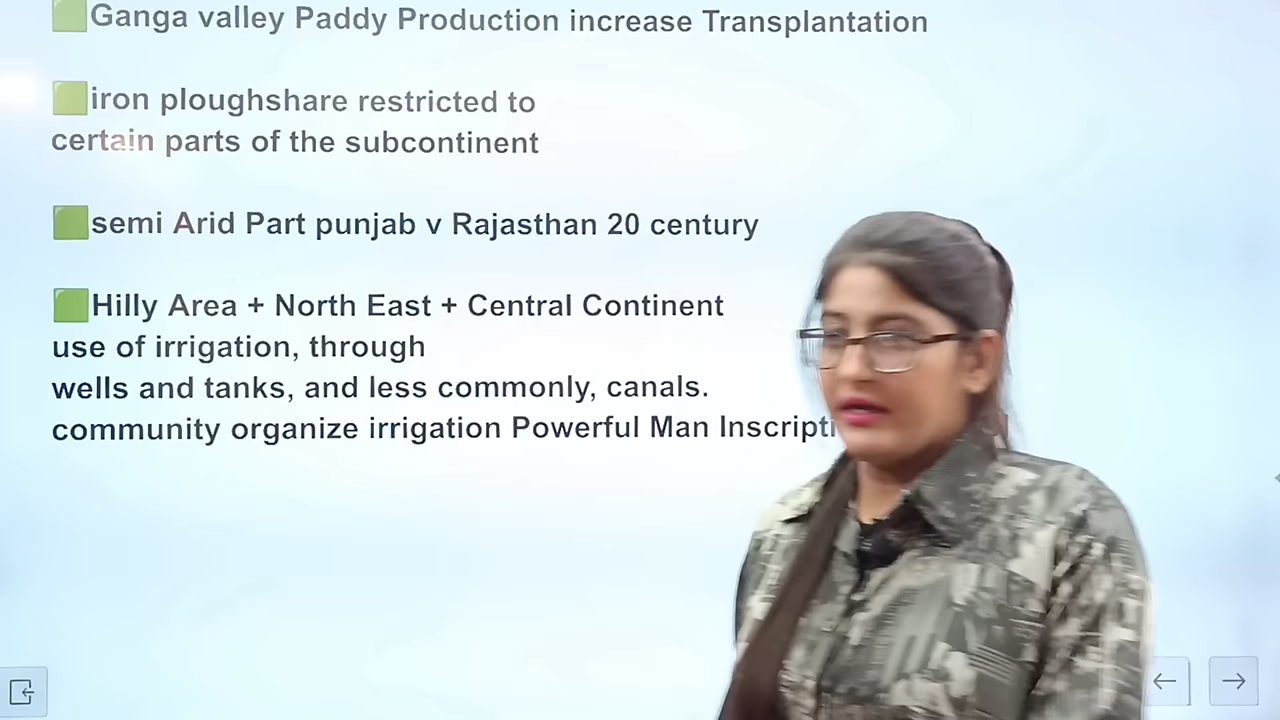 Ganga valley Paddy Production increase Transplantation
iron ploughshare restricted to
certain parts of the subcontinent
semi Arid Part punjab v Rajasthan 20 century
Hilly Area + North East + Central Continent
use of irrigation, through
wells and tanks, and less commonly, canals.
community organize irrigation Powerful Man